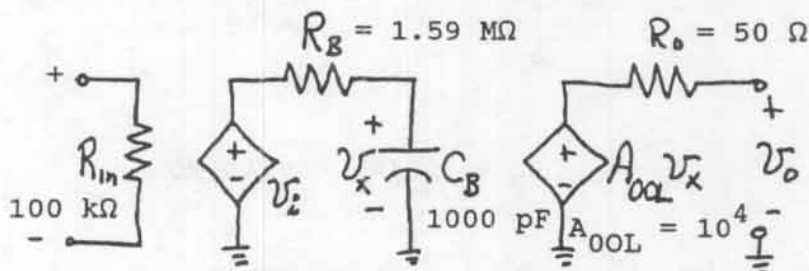 R_B = 1.59 MΩ
R_o = 50 Ω
+
+
+
R_in
+
-
v_i
v_x
C_B
+
-
A_OOL v_x
v_o
100 kΩ
-
-
1000 pF
A_OOL = 10^4
-